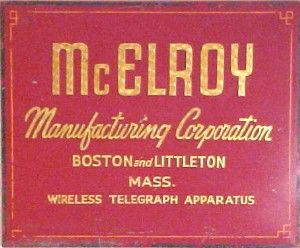 McELROY
Manufacturing Corporation
BOSTON and LITTLETON
MASS.
WIRELESS TELEGRAPH APPARATUS